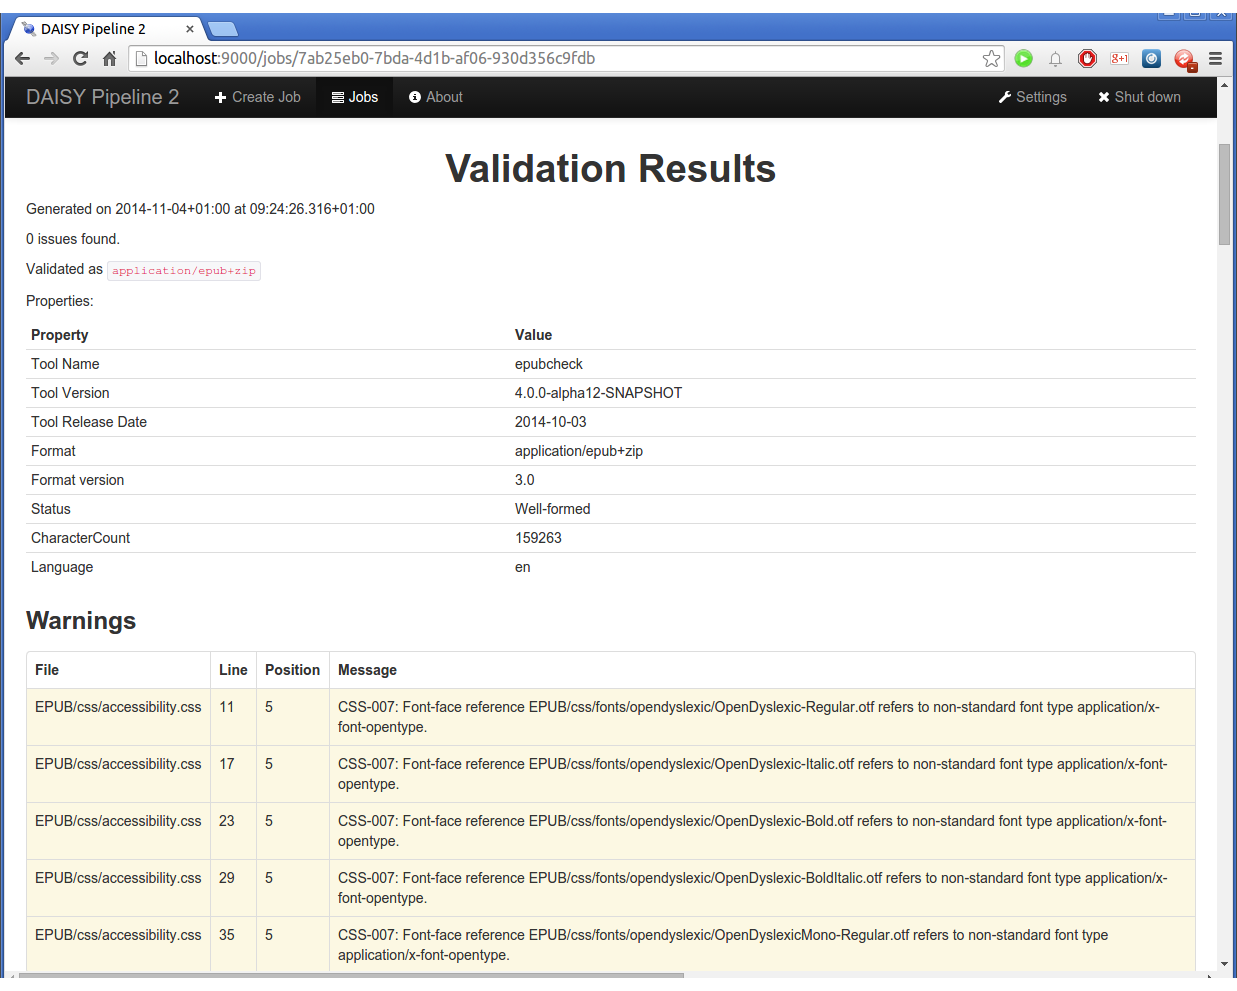 DAISY Pipeline 2
localhost:9000/jobs/7ab25eb0-7bda-4d1b-af06-930d356c9fdb
g+1
DAISY Pipeline 2 Create Job Jobs About Settings Shut down
Validation Results
Generated on 2014-11-04+01:00 at 09:24:26.316+01:00
0 issues found.
Validated as application/epub+zip
Properties:
Property Value
Tool Name epubcheck
Tool Version 4.0.0-alpha12-SNAPSHOT
Tool Release Date 2014-10-03
Format application/epub+zip
Format version 3.0
Status Well-formed
CharacterCount 159263
Language en
Warnings
File Line Position Message
EPUB/css/accessibility.css 11 5 CSS-007: Font-face reference EPUB/css/fonts/opendyslexic/OpenDyslexic-Regular.otf refers to non-standard font type application/x-
font-opentype.
EPUB/css/accessibility.css 17 5 CSS-007: Font-face reference EPUB/css/fonts/opendyslexic/OpenDyslexic-Italic.otf refers to non-standard font type application/x-font-
opentype.
EPUB/css/accessibility.css 23 5 CSS-007: Font-face reference EPUB/css/fonts/opendyslexic/OpenDyslexic-Bold.otf refers to non-standard font type application/x-font-
opentype.
EPUB/css/accessibility.css 29 5 CSS-007: Font-face reference EPUB/css/fonts/opendyslexic/OpenDyslexic-BoldItalic.otf refers to non-standard font type application/x-
font-opentype.
EPUB/css/accessibility.css 35 5 CSS-007: Font-face reference EPUB/css/fonts/opendyslexic/OpenDyslexicMono-Regular.otf refers to non-standard font type
application/x-font-opentype.